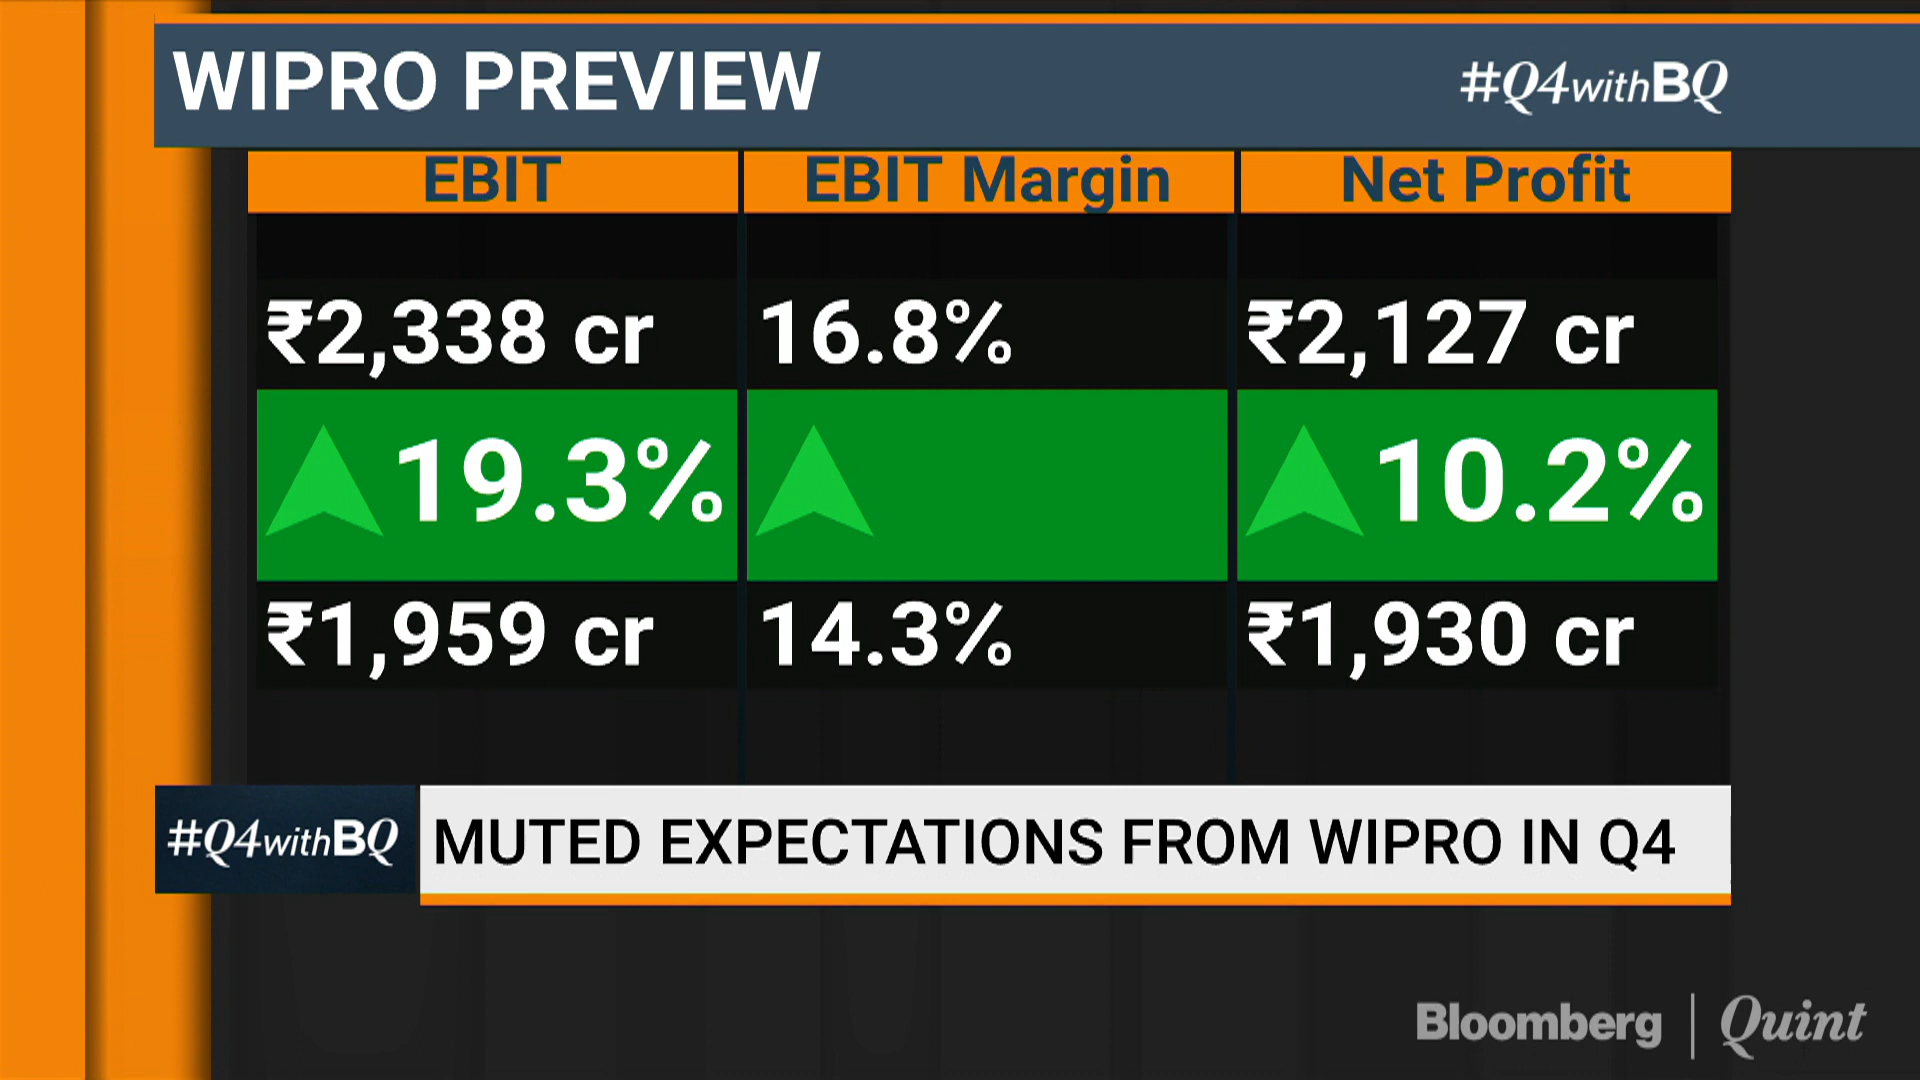 WIPRO PREVIEW
#Q4withBQ
EBIT EBIT Margin Net Profit
₹2,338 cr 16.8% ₹2,127 cr
19.3% 10.2%
₹1,959 cr 14.3% ₹1,930 cr
#Q4withBQ
MUTED EXPECTATIONS FROM WIPRO IN Q4
Bloomberg | Quint